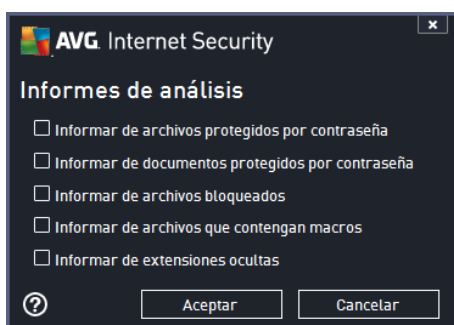 AVG. Internet Security
Informes de análisis
Informar de archivos protegidos por contraseña
Informar de documentos protegidos por contraseña
Informar de archivos bloqueados
Informar de archivos que contengan macros
Informar de extensiones ocultas
? Aceptar Cancelar